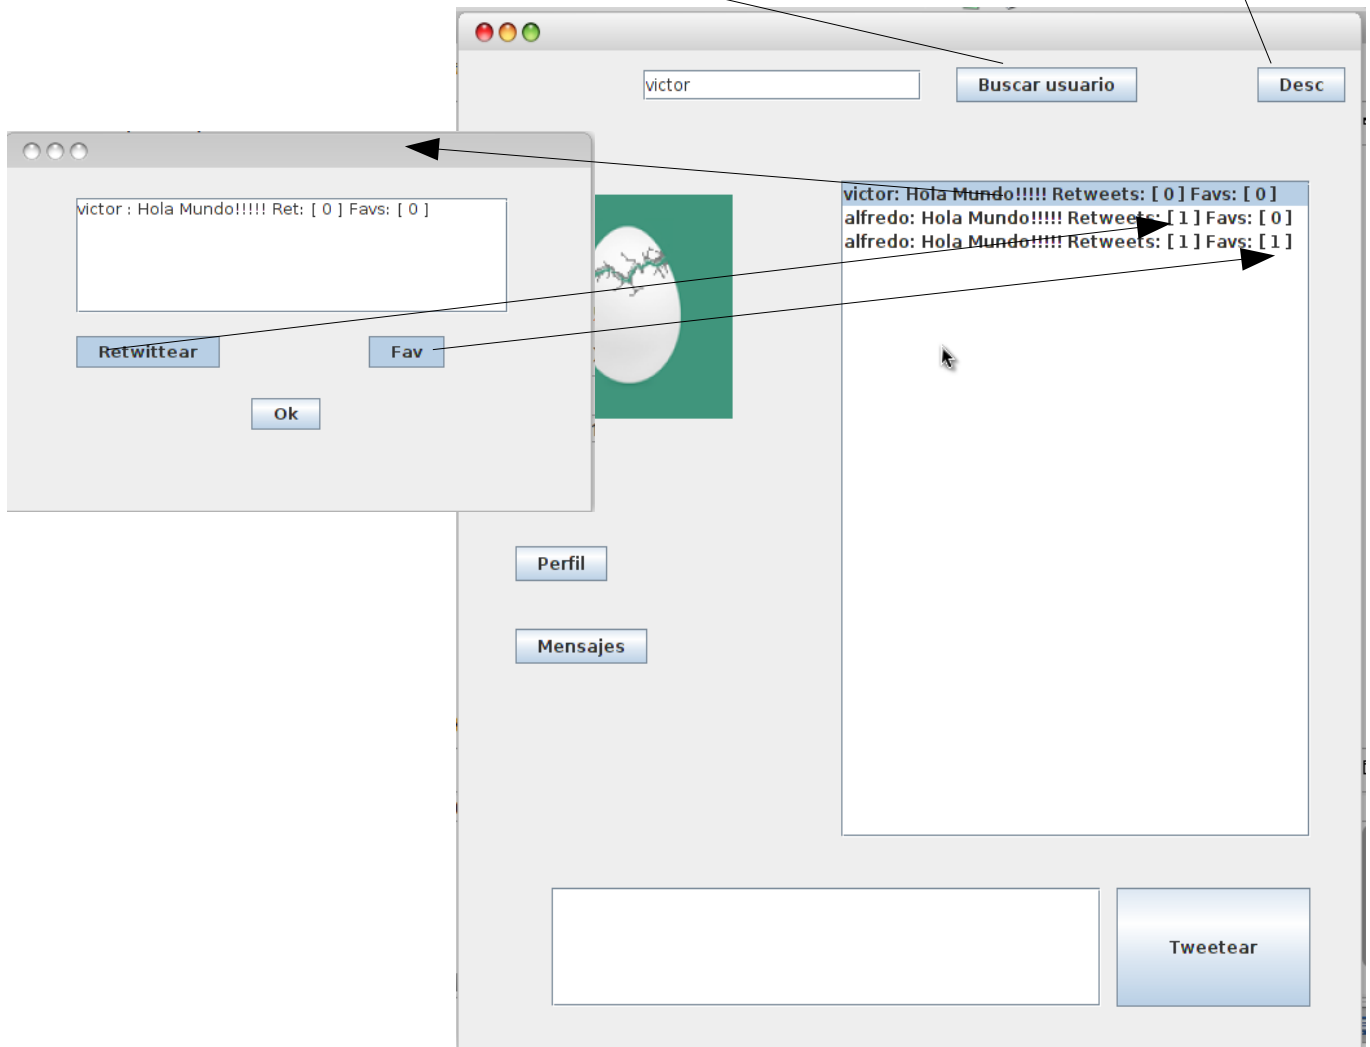 victor
Buscar usuario
Desc
victor : Hola Mundo!!!!! Ret: [ 0 ] Favs: [ 0 ]
Retwittear
Fav
Ok
victor: Hola Mundo!!!!! Retweets: [ 0 ] Favs: [ 0 ]
alfredo: Hola Mundo!!!!! Retweets: [ 1 ] Favs: [ 0 ]
alfredo: Hola Mundo!!!!! Retweets: [ 1 ] Favs: [ 1 ]
Perfil
Mensajes
Tweetear